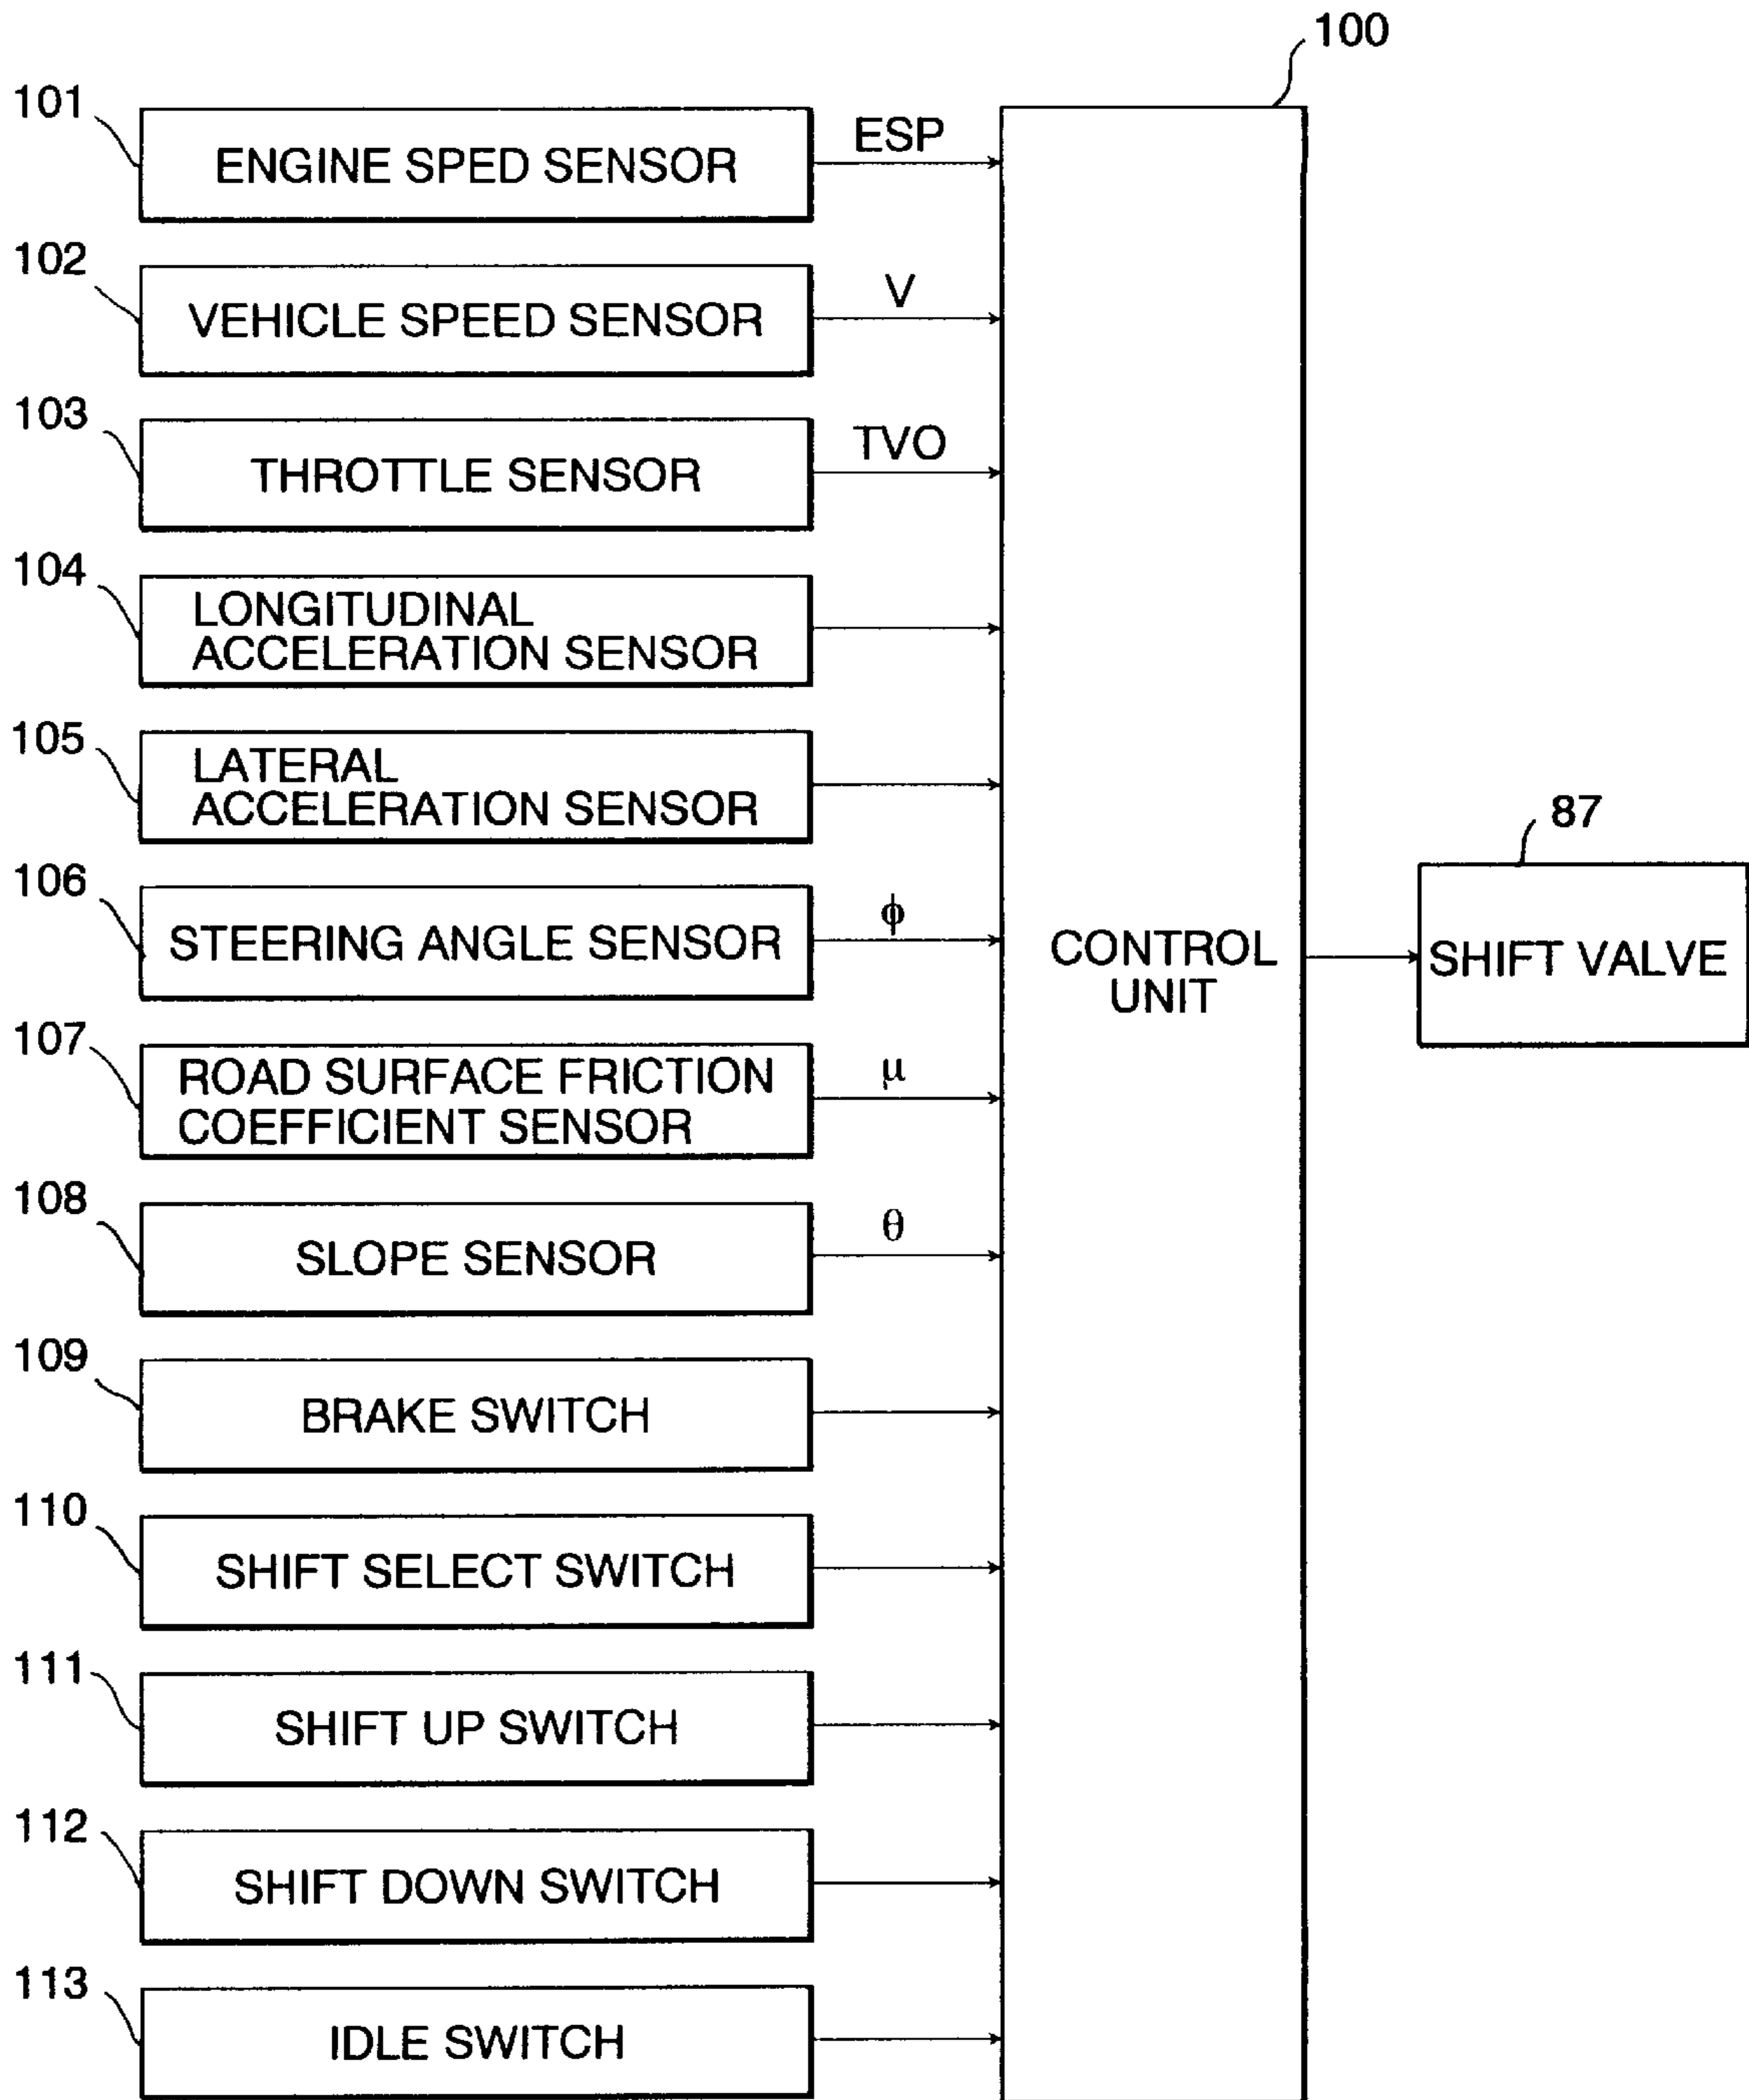 100
101
ENGINE SPED SENSOR
ESP
102
VEHICLE SPEED SENSOR
V
103
THROTTLE SENSOR
TVO
104
LONGITUDINAL
ACCELERATION SENSOR
105
LATERAL
ACCELERATION SENSOR
106
STEERING ANGLE SENSOR
ϕ
107
ROAD SURFACE FRICTION
COEFFICIENT SENSOR
μ
108
SLOPE SENSOR
θ
109
BRAKE SWITCH
110
SHIFT SELECT SWITCH
111
SHIFT UP SWITCH
112
SHIFT DOWN SWITCH
113
IDLE SWITCH
CONTROL
UNIT
87
SHIFT VALVE